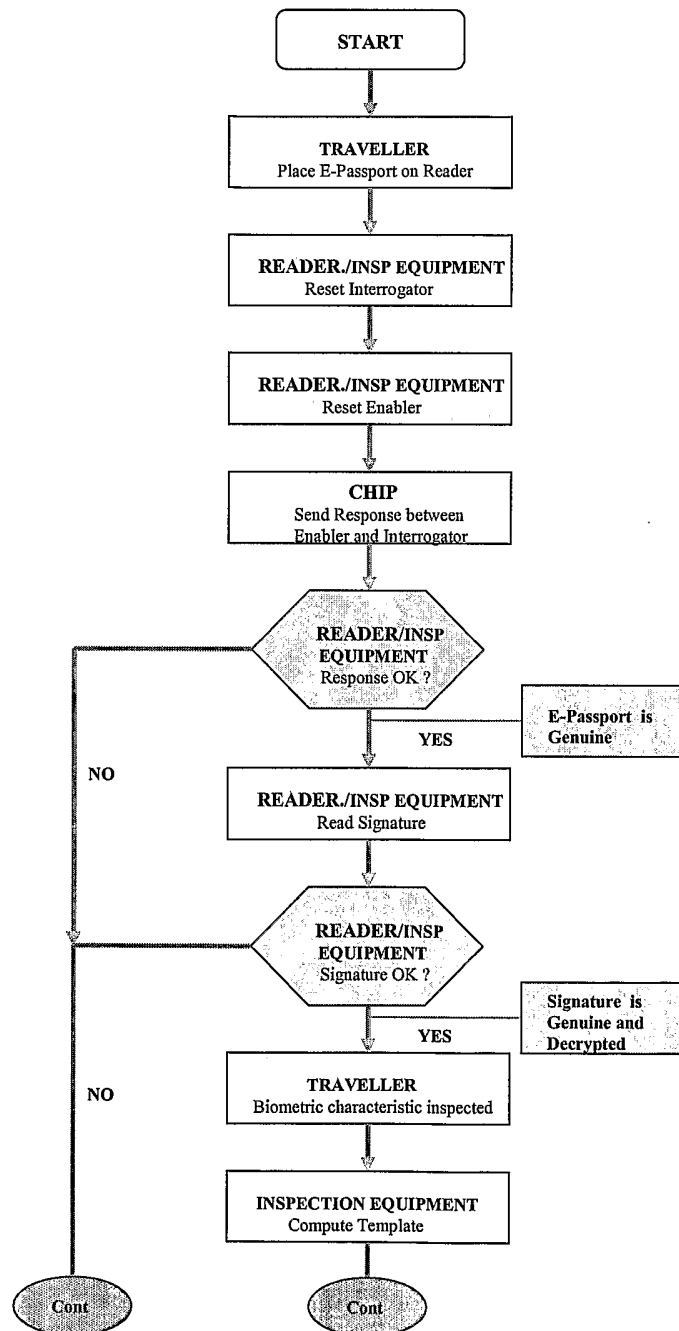 START
TRAVELLER
Place E-Passport on Reader
READER./INSP EQUIPMENT
Reset Interrogator
READER./INSP EQUIPMENT
Reset Enabler
CHIP
Send Response between
Enabler and Interrogator
READER/INSP
EQUIPMENT
Response OK ?
E-Passport is
Genuine
YES
NO
READER./INSP EQUIPMENT
Read Signature
READER/INSP
EQUIPMENT
Signature OK ?
Signature is
Genuine and
Decrypted
YES
NO
TRAVELLER
Biometric characteristic inspected
INSPECTION EQUIPMENT
Compute Template
Cont
Cont